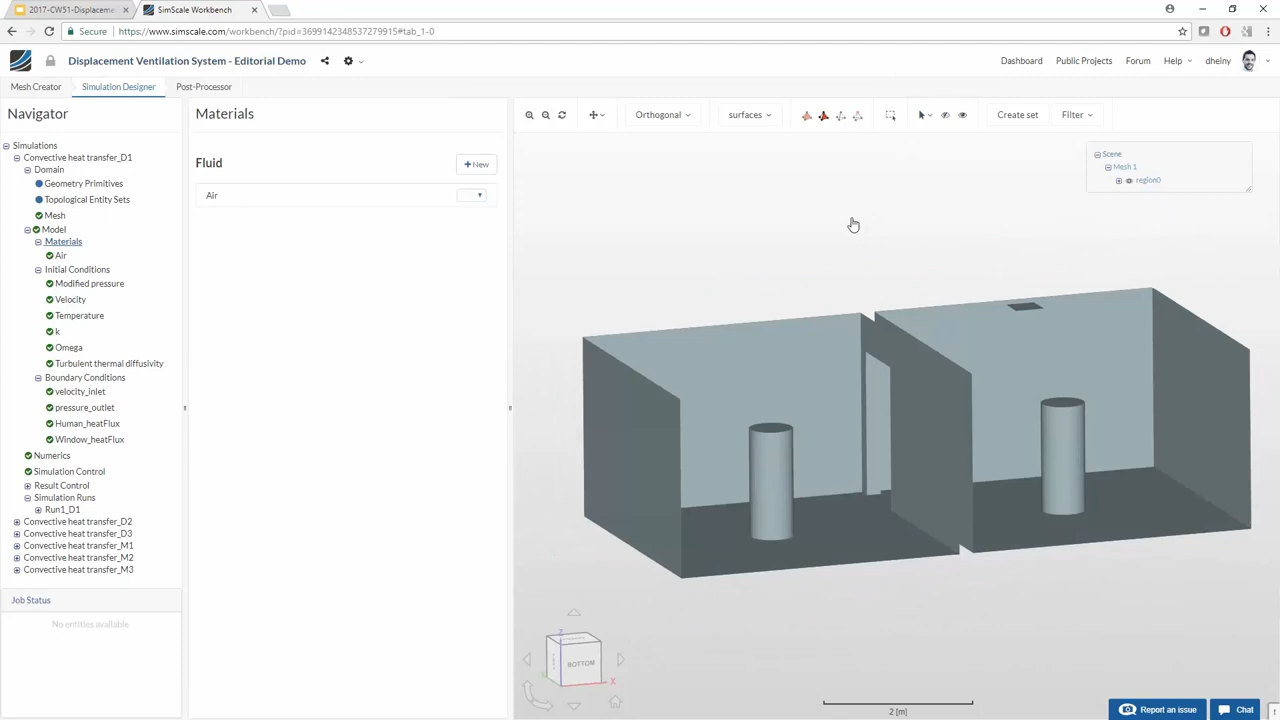 2017-CW51-Displaceme
SimScale Workbench
Secure
https://www.simscale.com/workbench/?pid=3699142348537279915#tab_1-0
Displacement Ventilation System - Editorial Demo
Dashboard
Public Projects
Forum
Help
dheiny
Mesh Creator
Simulation Designer
Post-Processor
Navigator
Materials
Orthogonal
surfaces
Create set
Filter
Simulations
Convective heat transfer_D1
Domain
Geometry Primitives
Topological Entity Sets
Mesh
Model
Materials
Air
Initial Conditions
Modified pressure
Velocity
Temperature
k
Omega
Turbulent thermal diffusivity
Boundary Conditions
velocity_inlet
pressure_outlet
Human_heatFlux
Window_heatFlux
Numerics
Simulation Control
Result Control
Simulation Runs
Run1_D1
Convective heat transfer_D2
Convective heat transfer_D3
Convective heat transfer_M1
Convective heat transfer_M2
Convective heat transfer_M3
Job Status
No entities available
Fluid
+New
Air
Scene
Mesh 1
region0
Z
BOTTOM
X
2 [m]
Report an issue
Chat